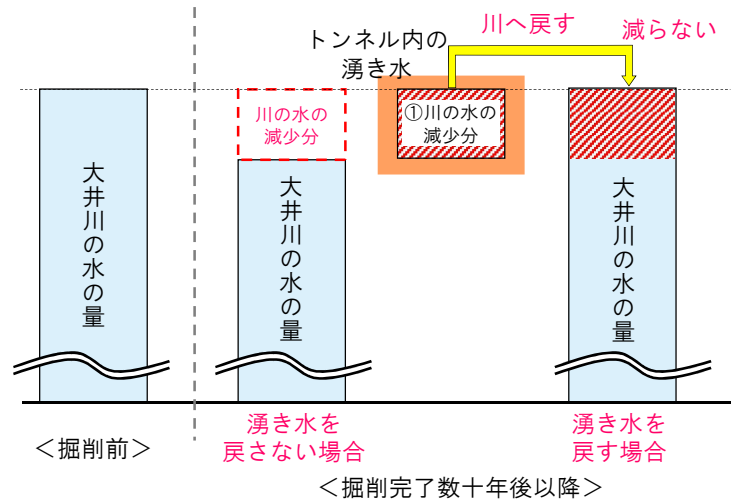 川へ戻す
減らない
トンネル内の
湧き水
川の水の
減少分
①川の水の
減少分
大井川の水の量
大井川の水の量
大井川の水の量
湧き水を
戻さない場合
湧き水を
戻す場合
＜掘削前＞
＜掘削完了数十年後以降＞